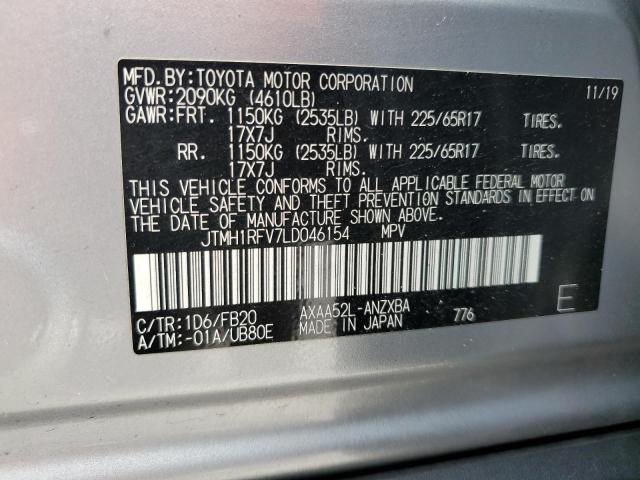 MFD.BY:TOYOTA MOTOR CORPORATION 11/19
GVWR:2090KG (4610LB)
GAWR:FRT. 1150KG (2535LB) WITH 225/65R17 TIRES.
17X7J RIMS.
RR. 1150KG (2535LB) WITH 225/65R17 TIRES.
17X7J RIMS.
THIS VEHICLE CONFORMS TO ALL APPLICABLE FEDERAL MOTOR
VEHICLE SAFETY AND THEFT PREVENTION STANDARDS IN EFFECT ON
THE DATE OF MANUFACTURE SHOWN ABOVE.
JTMH1RFV7LD046154 MPV
C/TR:1D6/FB20 AXAA52L-ANZXBA 776 E
A/TM:-01A/UB80E MADE IN JAPAN